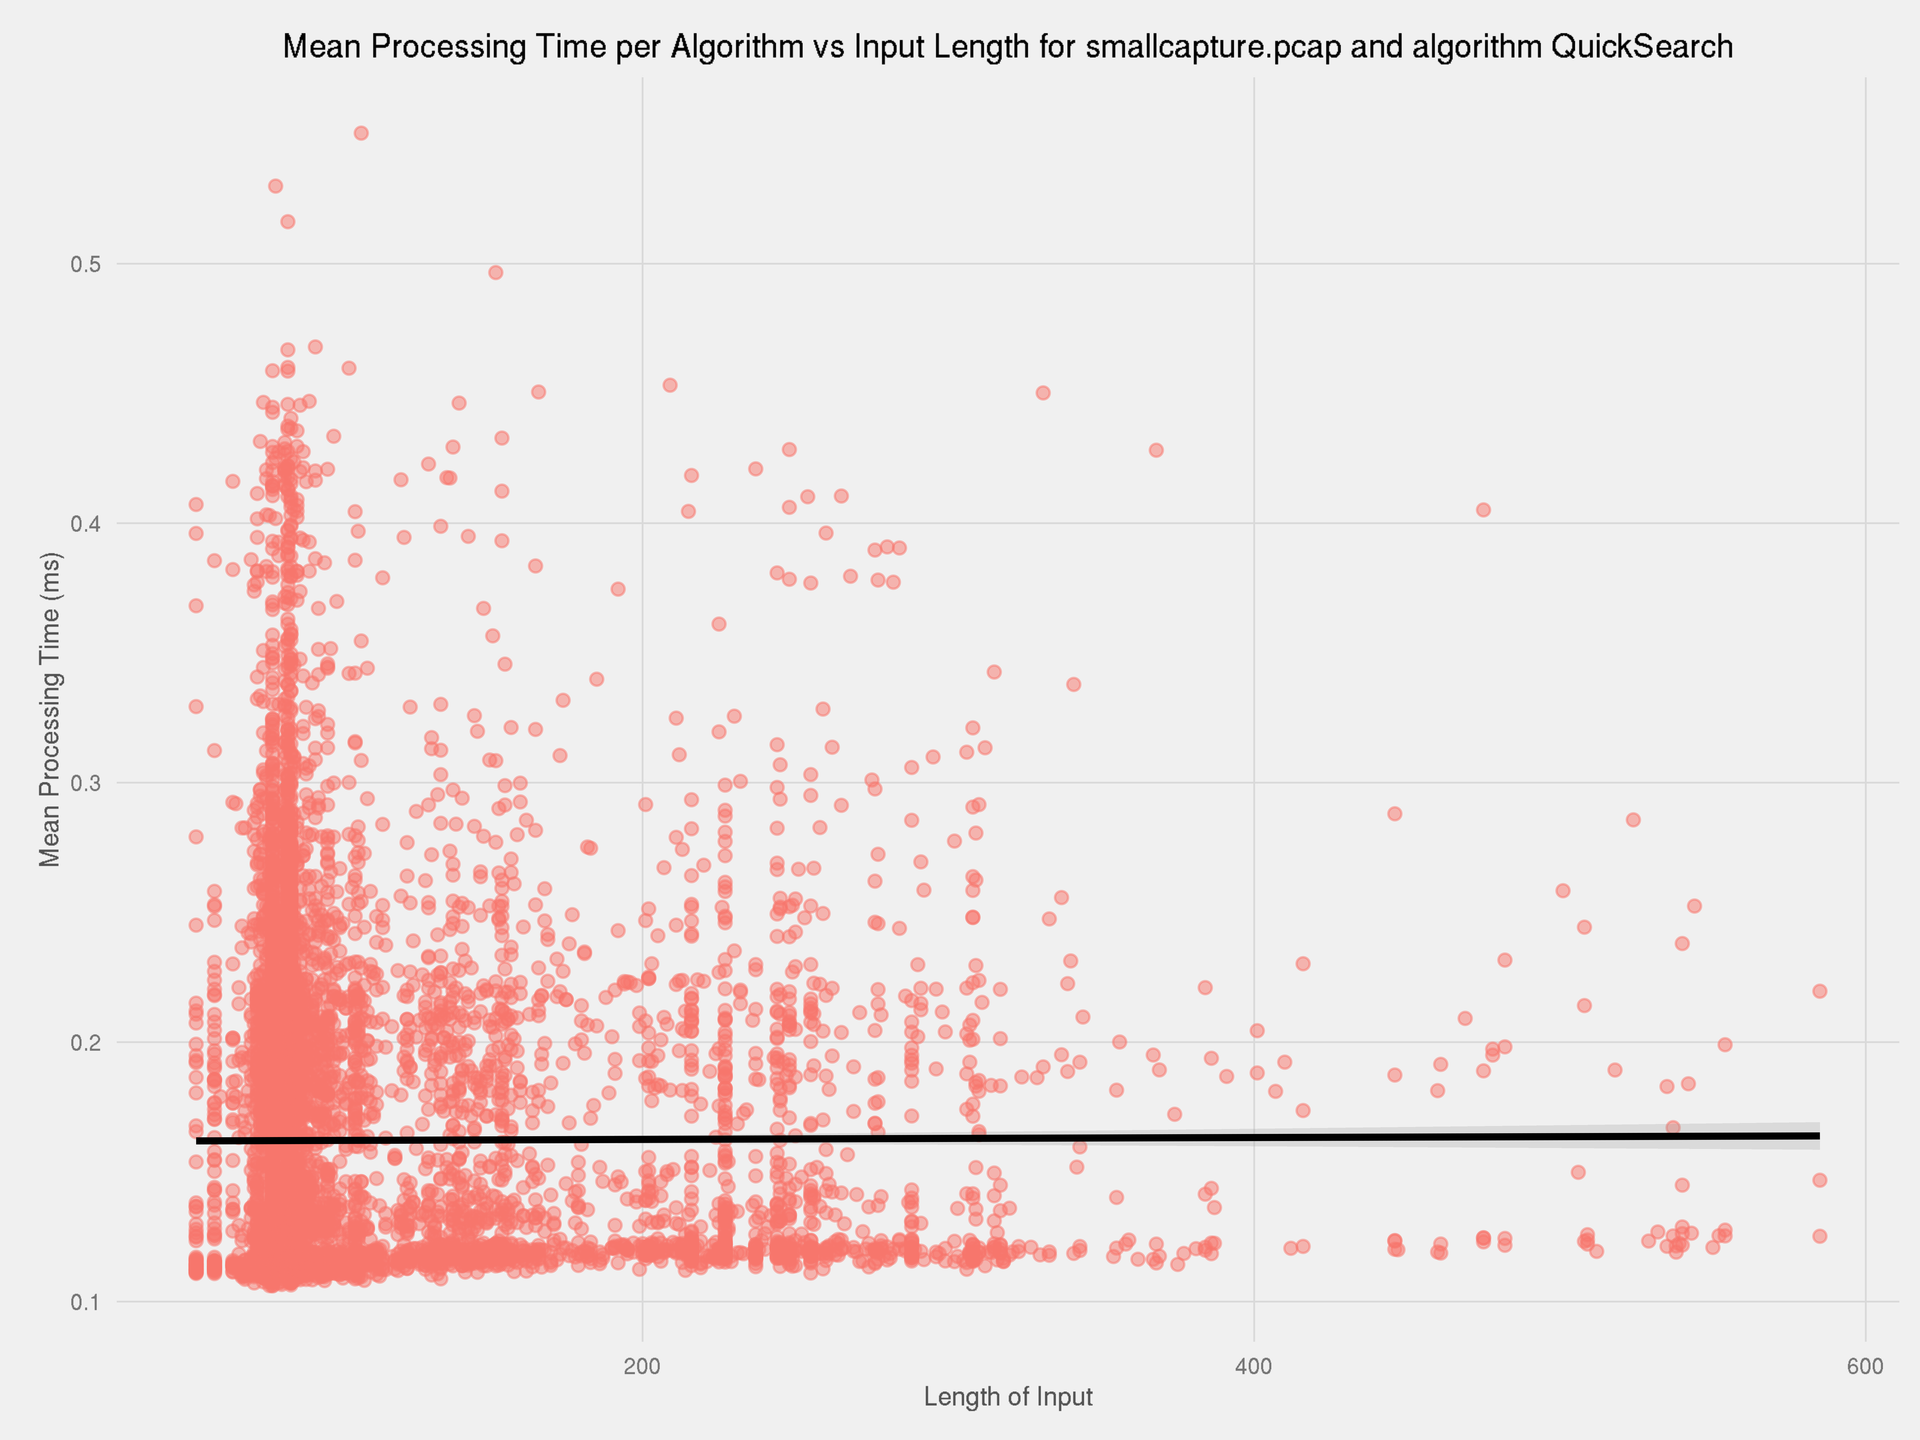 Mean Processing Time per Algorithm vs Input Length for smallcapture.pcap and algorithm QuickSearch
Mean Processing Time (ms)
0.5
0.4
0.3
0.2
0.1
200
400
600
Length of Input